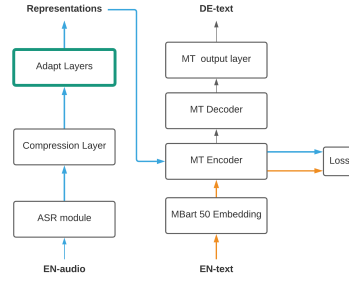 Representations
DE-text
Adapt Layers
MT output layer
MT Decoder
Compression Layer
MT Encoder
Loss
ASR module
MBart 50 Embedding
EN-audio
EN-text